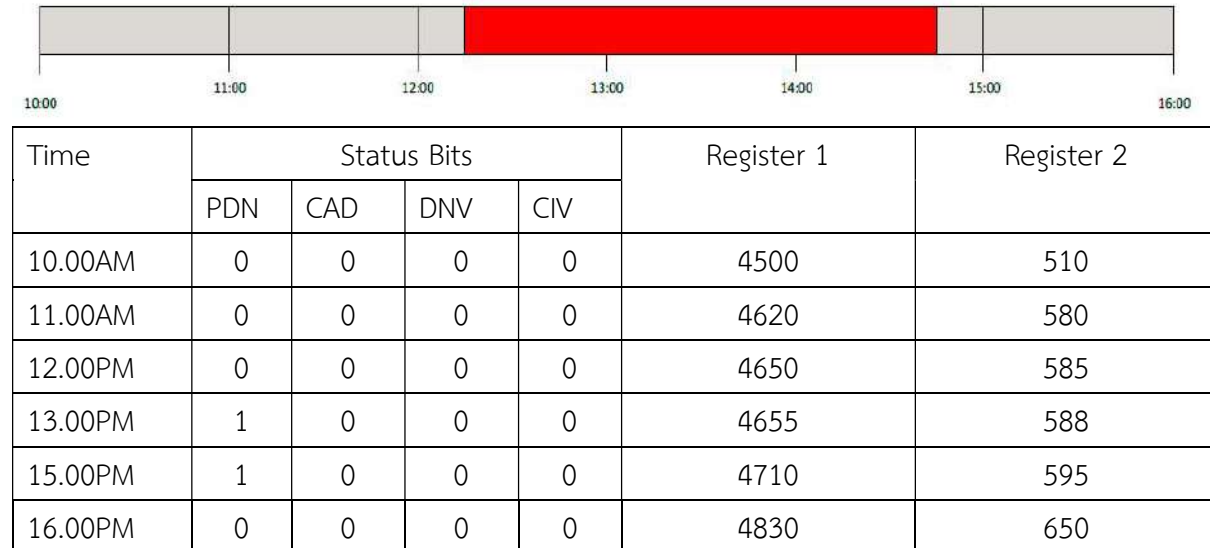 10:00 11:00 12:00 13:00 14:00 15:00 16:00
Time Status Bits Register 1 Register 2
PDN CAD DNV CIV
10.00AM 0 0 0 0 4500 510
11.00AM 0 0 0 0 4620 580
12.00PM 0 0 0 0 4650 585
13.00PM 1 0 0 0 4655 588
15.00PM 1 0 0 0 4710 595
16.00PM 0 0 0 0 4830 650